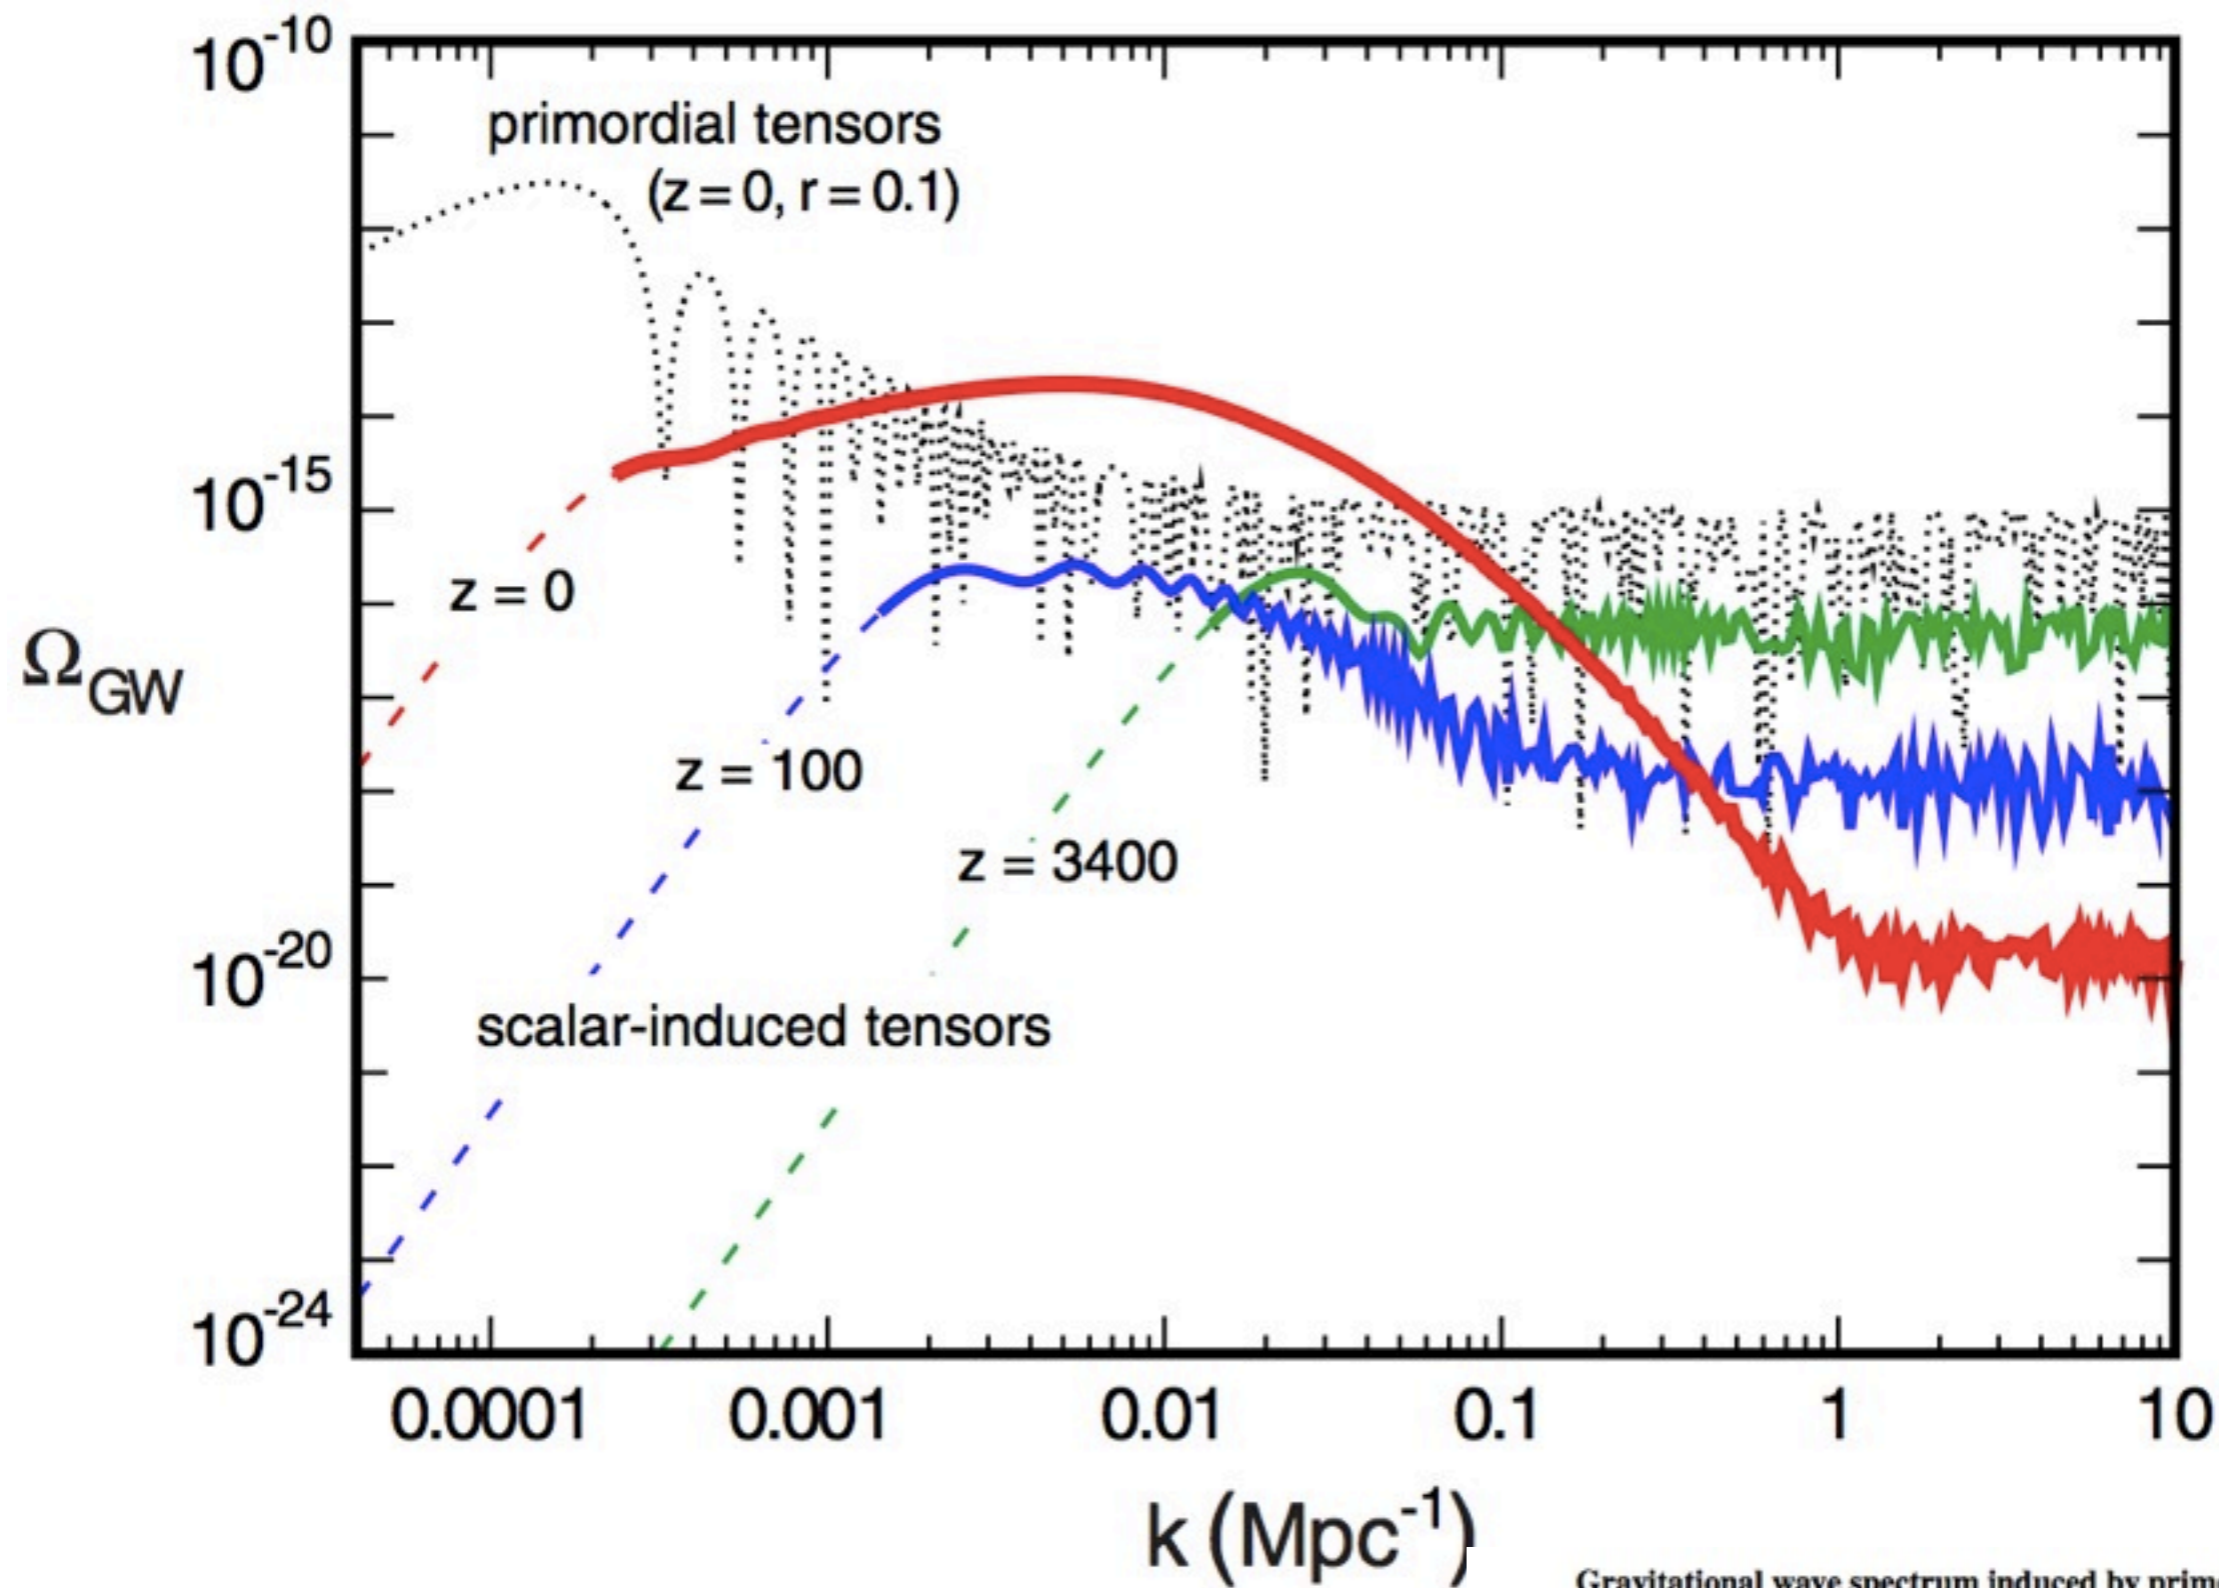 10^-10
primordial tensors
(z = 0, r = 0.1)
10^-15
z = 0
Ω_GW
z = 100
z = 3400
10^-20
scalar-induced tensors
10^-24
0.0001 0.001 0.01 0.1 1 10
k (Mpc^-1)
Gravitational wave spectrum induced by